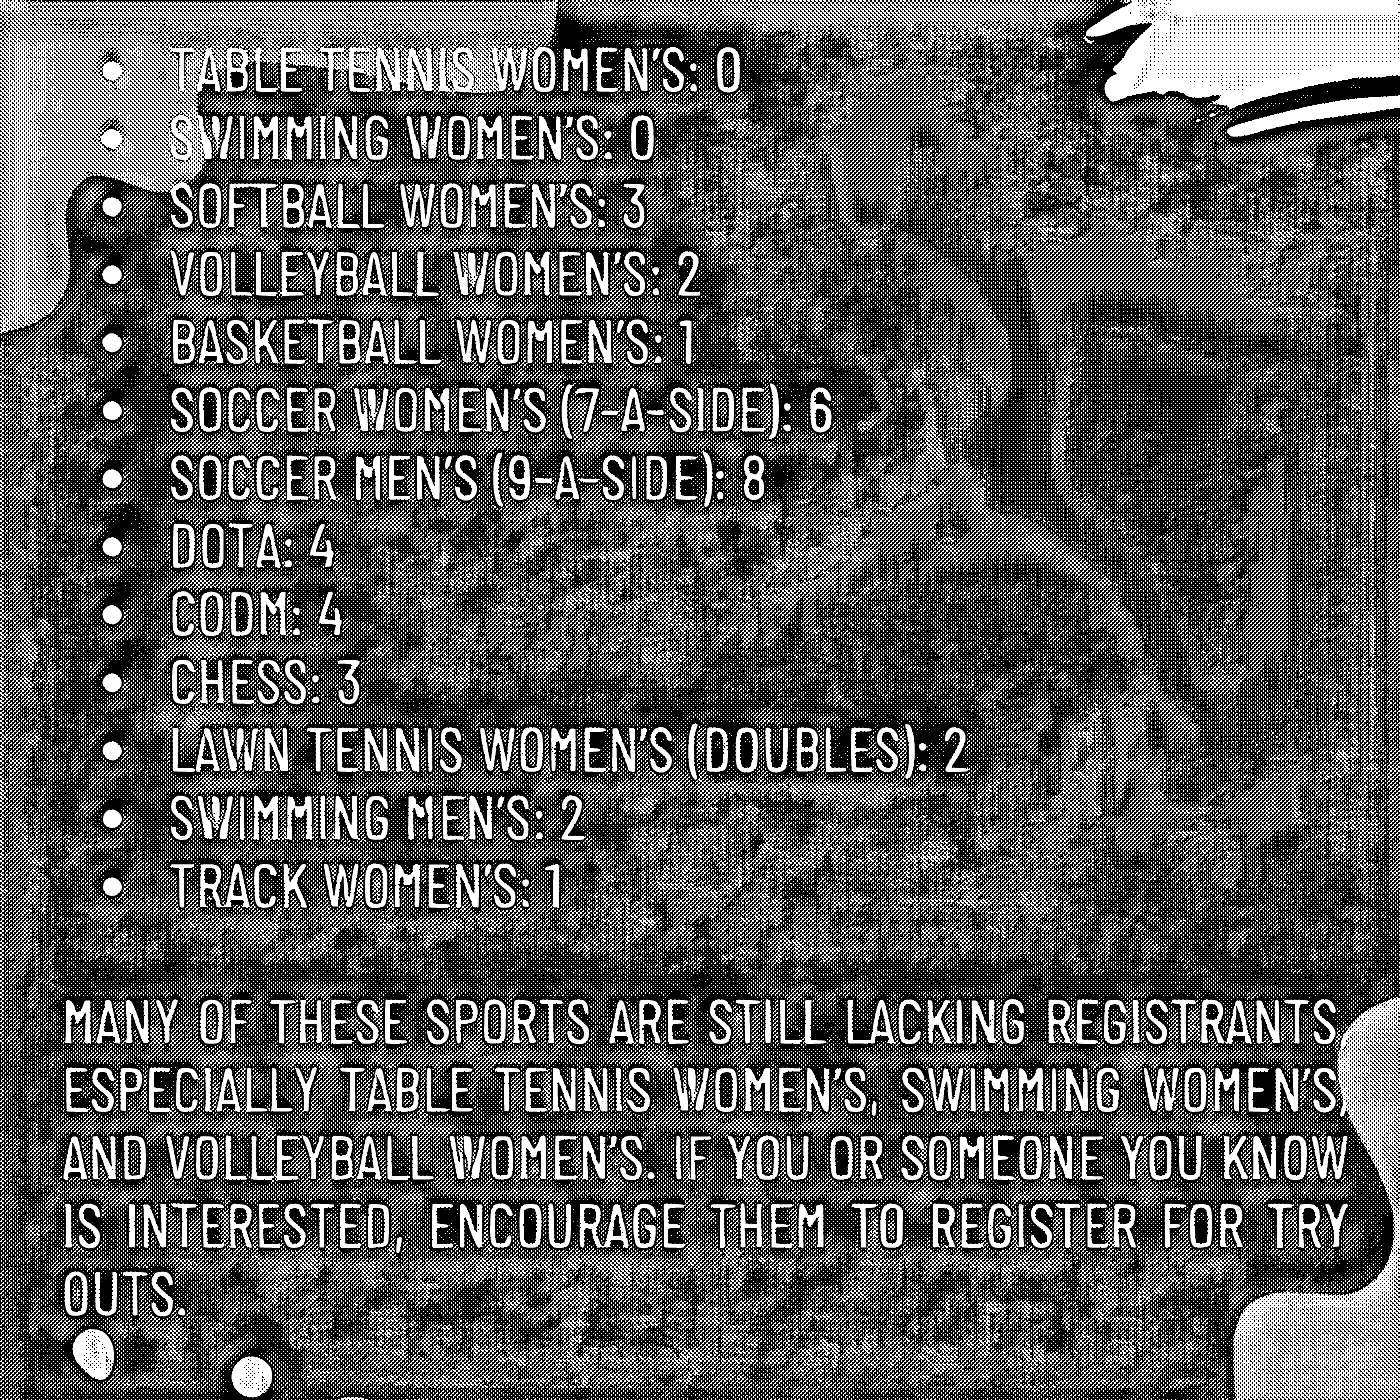 • TABLE TENNIS WOMEN'S: 0
• SWIMMING WOMEN'S: 0
• SOFTBALL WOMEN'S: 3
• VOLLEYBALL WOMEN'S: 2
• BASKETBALL WOMEN'S: 1
• SOCCER WOMEN'S (7-A-SIDE): 6
• SOCCER MEN'S (9-A-SIDE): 8
• DOTA: 4
• CODM: 4
• CHESS: 3
• LAWN TENNIS WOMEN'S (DOUBLES): 2
• SWIMMING MEN'S: 2
• TRACK WOMEN'S: 1
MANY OF THESE SPORTS ARE STILL LACKING REGISTRANTS
ESPECIALLY TABLE TENNIS WOMEN'S, SWIMMING WOMEN'S,
AND VOLLEYBALL WOMEN'S. IF YOU OR SOMEONE YOU KNOW
IS INTERESTED, ENCOURAGE THEM TO REGISTER FOR TRY
OUTS.